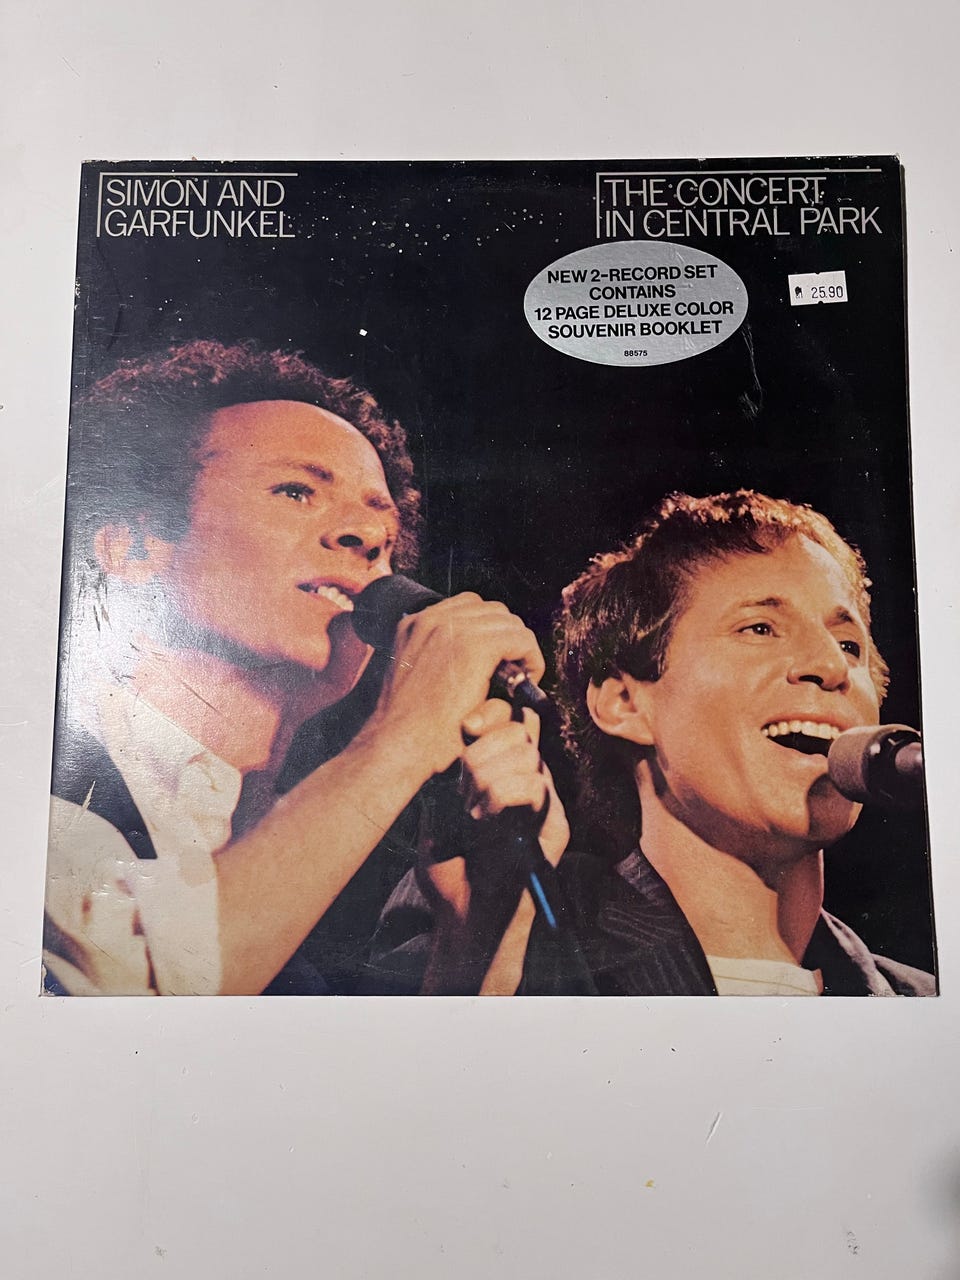 SIMON AND
GARFUNKEL
THE CONCERT
IN CENTRAL PARK
NEW 2-RECORD SET
CONTAINS
12 PAGE DELUXE COLOR
SOUVENIR BOOKLET
88575
25.90